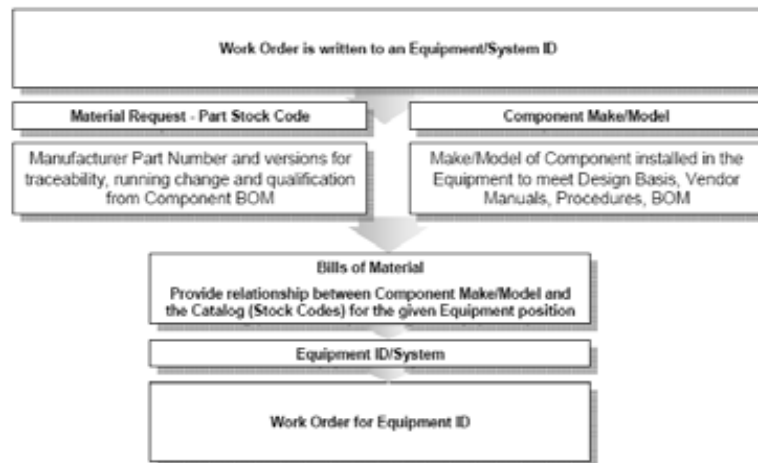 Work Order is written to an Equipment/System ID
Material Request - Part Stock Code
Component Make/Model
Manufacturer Part Number and versions for
traceability, running change and qualification
from Component BOM
Make/Model of Component installed in the
Equipment to meet Design Basis, Vendor
Manuals, Procedures, BOM
Bills of Material
Provide relationship between Component Make/Model and
the Catalog (Stock Codes) for the given Equipment position
Equipment ID/System
Work Order for Equipment ID